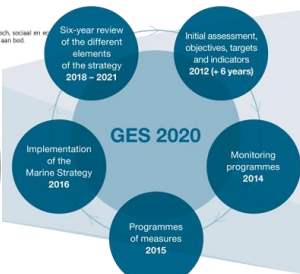 sch, sociaal en ec
aan bod.
Six-year review
of the different
elements
of the strategy
2018 – 2021
Initial assessment,
objectives, targets
and indicators
2012 (+ 6 years)
GES 2020
Implementation
of the
Marine Strategy
2016
Monitoring
programmes
2014
Programmes
of measures
2015